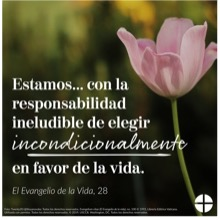 Estamos... con la
responsabilidad
ineludible de elegir
incondicionalmente
en favor de la vida.
El Evangelio de la Vida, 28